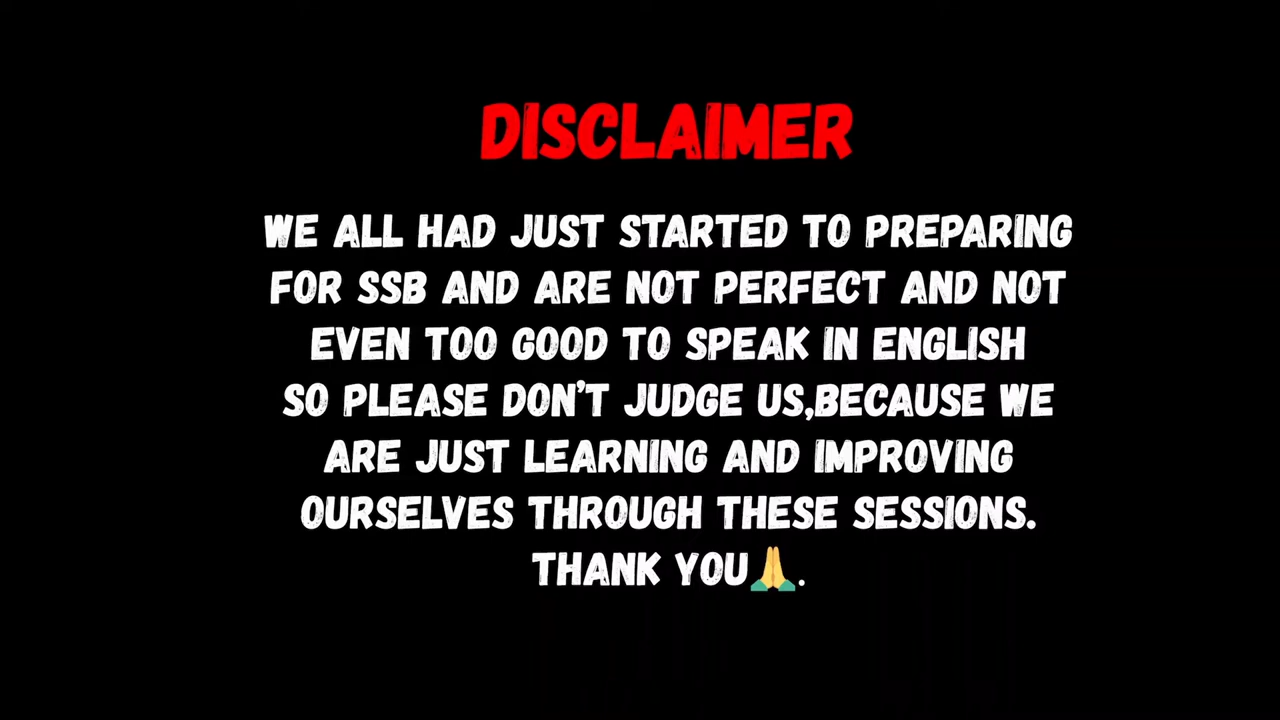 DISCLAIMER
WE ALL HAD JUST STARTED TO PREPARING
FOR SSB AND ARE NOT PERFECT AND NOT
EVEN TOO GOOD TO SPEAK IN ENGLISH
SO PLEASE DON'T JUDGE US,BECAUSE WE
ARE JUST LEARNING AND IMPROVING
OURSELVES THROUGH THESE SESSIONS.
THANK YOU🙏.